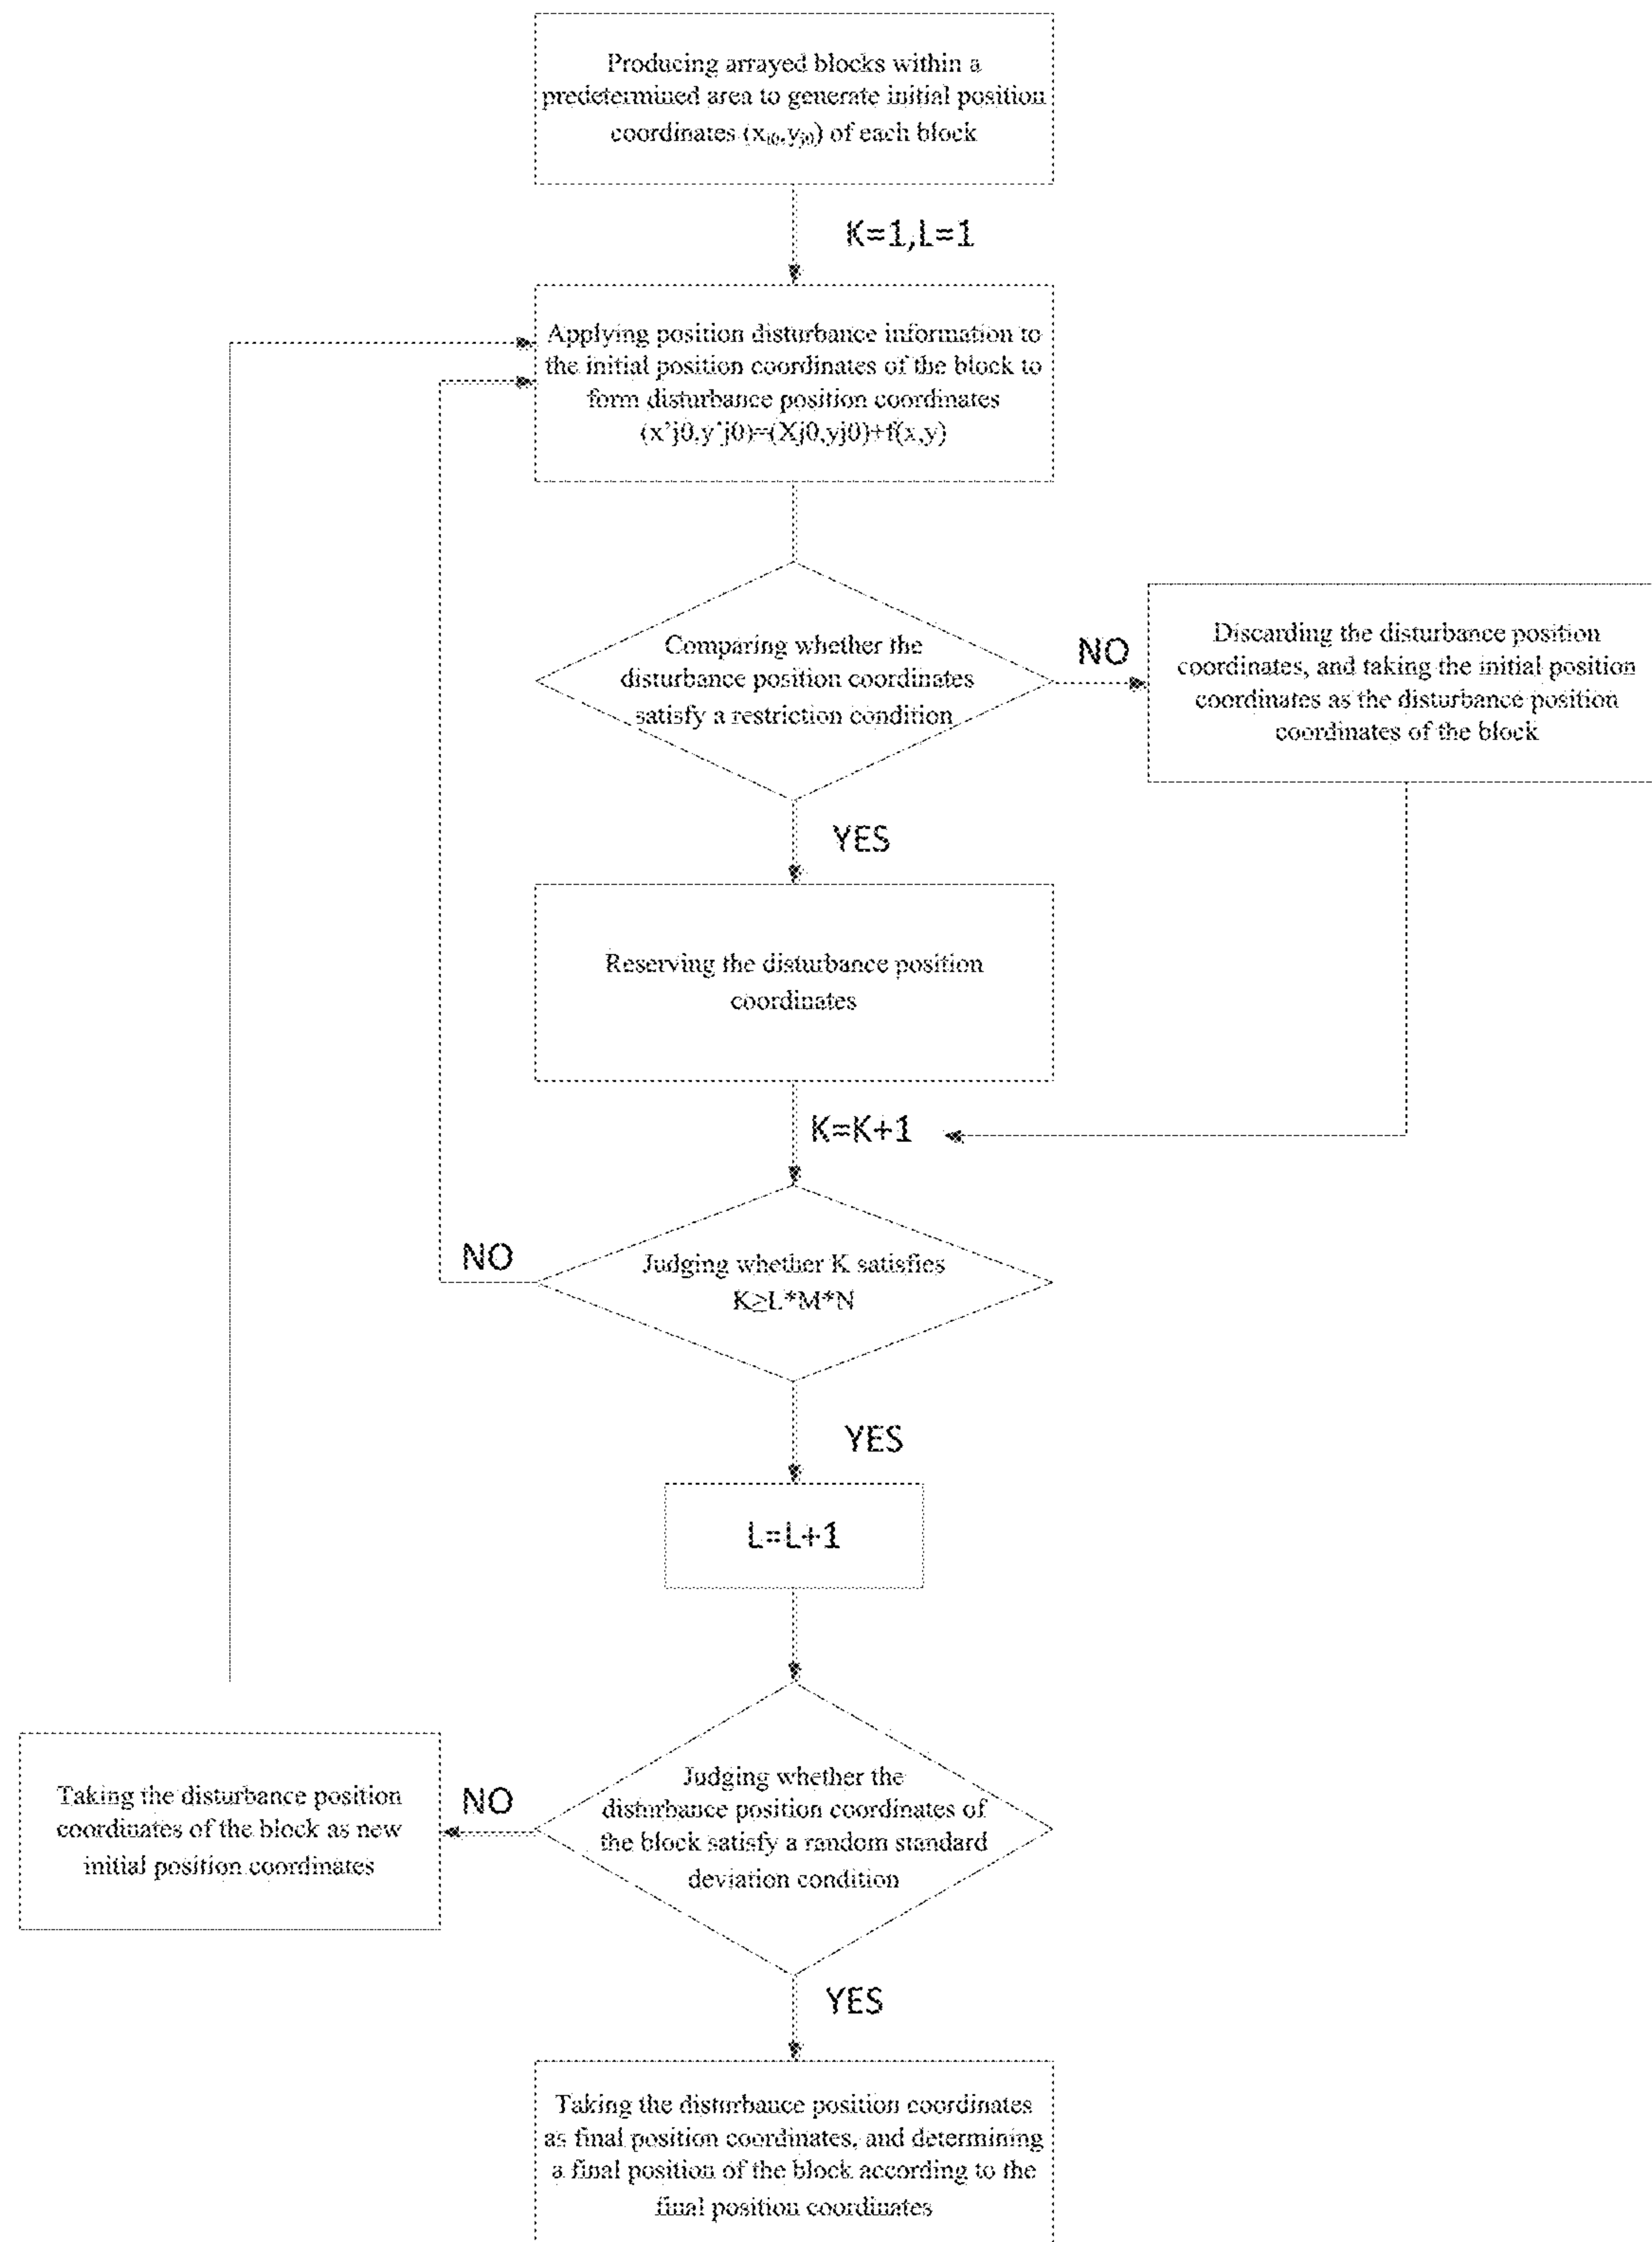 Producing arrayed blocks within a
predetermined area to generate initial position
coordinates (xi0,yj0) of each block
K=1,L=1
Applying position disturbance information to
the initial position coordinates of the block to
form disturbance position coordinates
(x'j0,y'j0)=(Xj0,yj0)+f(x,y)
Comparing whether the
disturbance position coordinates
satisfy a restriction condition
NO
Discarding the disturbance position
coordinates, and taking the initial position
coordinates as the disturbance position
coordinates of the block
YES
Reserving the disturbance position
coordinates
K=K+1
Judging whether K satisfies
K≥L*M*N
NO
YES
L=L+1
Judging whether the
disturbance position coordinates of
the block satisfy a random standard
deviation condition
NO
Taking the disturbance position
coordinates of the block as new
initial position coordinates
YES
Taking the disturbance position coordinates
as final position coordinates, and determining
a final position of the block according to the
final position coordinates